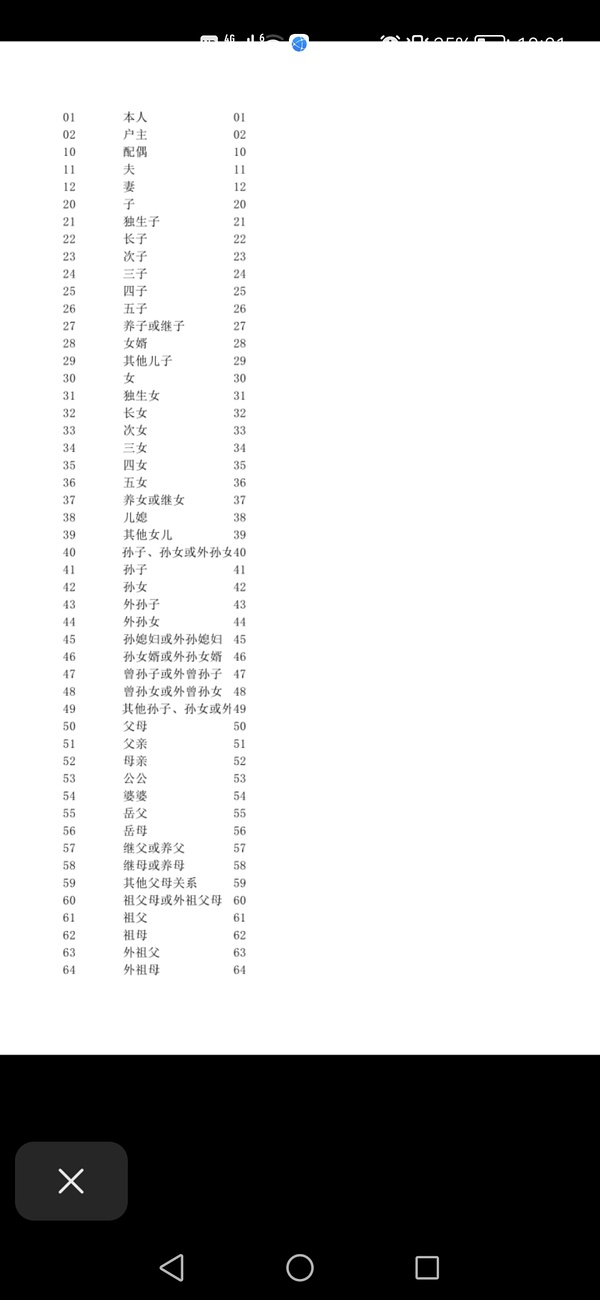 01 本人 01
02 户主 02
10 配偶 10
11 夫 11
12 妻 12
20 子 20
21 独生子 21
22 长子 22
23 次子 23
24 三子 24
25 四子 25
26 五子 26
27 养子或继子 27
28 女婿 28
29 其他儿子 29
30 女 30
31 独生女 31
32 长女 32
33 次女 33
34 三女 34
35 四女 35
36 五女 36
37 养女或继女 37
38 儿媳 38
39 其他女儿 39
40 孙子、孙女或外孙女 40
41 孙子 41
42 孙女 42
43 外孙子 43
44 外孙女 44
45 孙媳妇或外孙媳妇 45
46 孙女婿或外孙女婿 46
47 曾孙子或外曾孙子 47
48 曾孙女或外曾孙女 48
49 其他孙子、孙女或外 49
50 父母 50
51 父亲 51
52 母亲 52
53 公公 53
54 婆婆 54
55 岳父 55
56 岳母 56
57 继父或养父 57
58 继母或养母 58
59 其他父母关系 59
60 祖父母或外祖父母 60
61 祖父 61
62 祖母 62
63 外祖父 63
64 外祖母 64